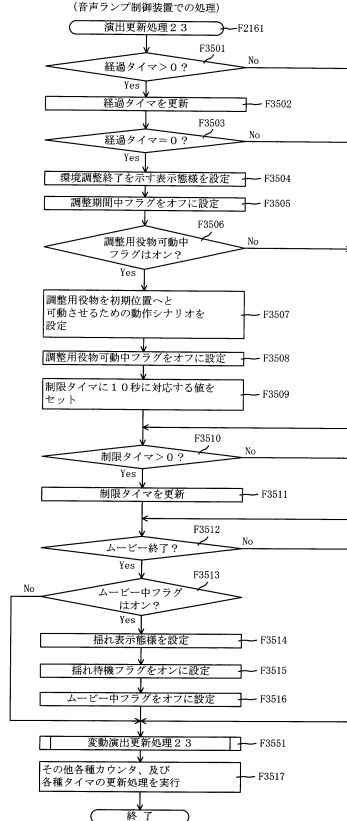 (音声ランプ制御装置での処理)
演出更新処理23
F2161
F3501
経過タイマ>0?
No
Yes
経過タイマを更新
F3502
F3503
経過タイマ=0?
No
Yes
環境調整終了を示す表示態様を設定
F3504
調整期間中フラグをオフに設定
F3505
F3506
調整用役物可動中
フラグはオン?
No
Yes
調整用役物を初期位置へと
可動させるための動作シナリオを
設定
F3507
調整用役物可動中フラグをオフに設定
F3508
制限タイマに10秒に対応する値を
セット
F3509
F3510
制限タイマ>0?
No
Yes
制限タイマを更新
F3511
F3512
ムービー終了?
No
Yes
F3513
No
ムービー中フラグ
はオン?
Yes
揺れ表示態様を設定
F3514
揺れ待機フラグをオンに設定
F3515
ムービー中フラグをオフに設定
F3516
変動演出更新処理23
F3551
その他各種カウンタ、及び
各種タイマの更新処理を実行
F3517
終了